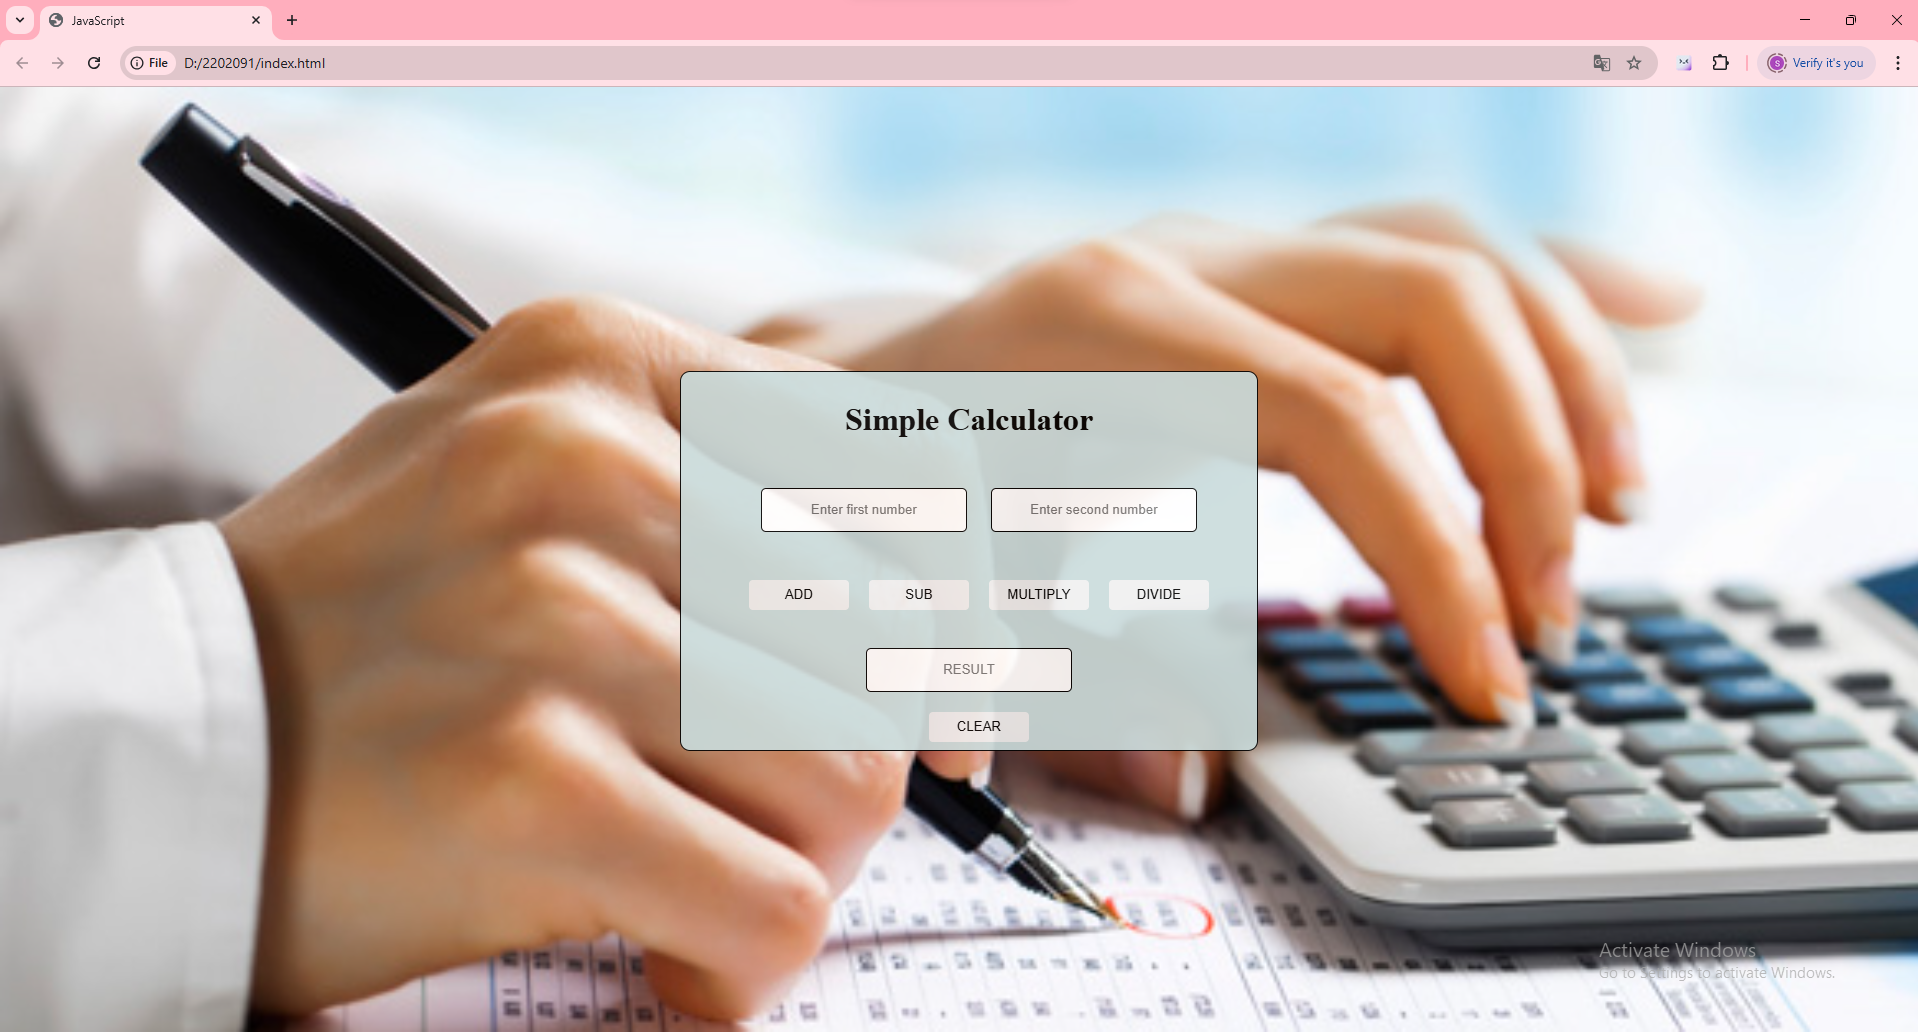 JavaScript
File
D:/2202091/index.html
S
Verify it's you
Simple Calculator
Enter first number
Enter second number
ADD
SUB
MULTIPLY
DIVIDE
RESULT
CLEAR
Activate Windows
Go to Settings to activate Windows.